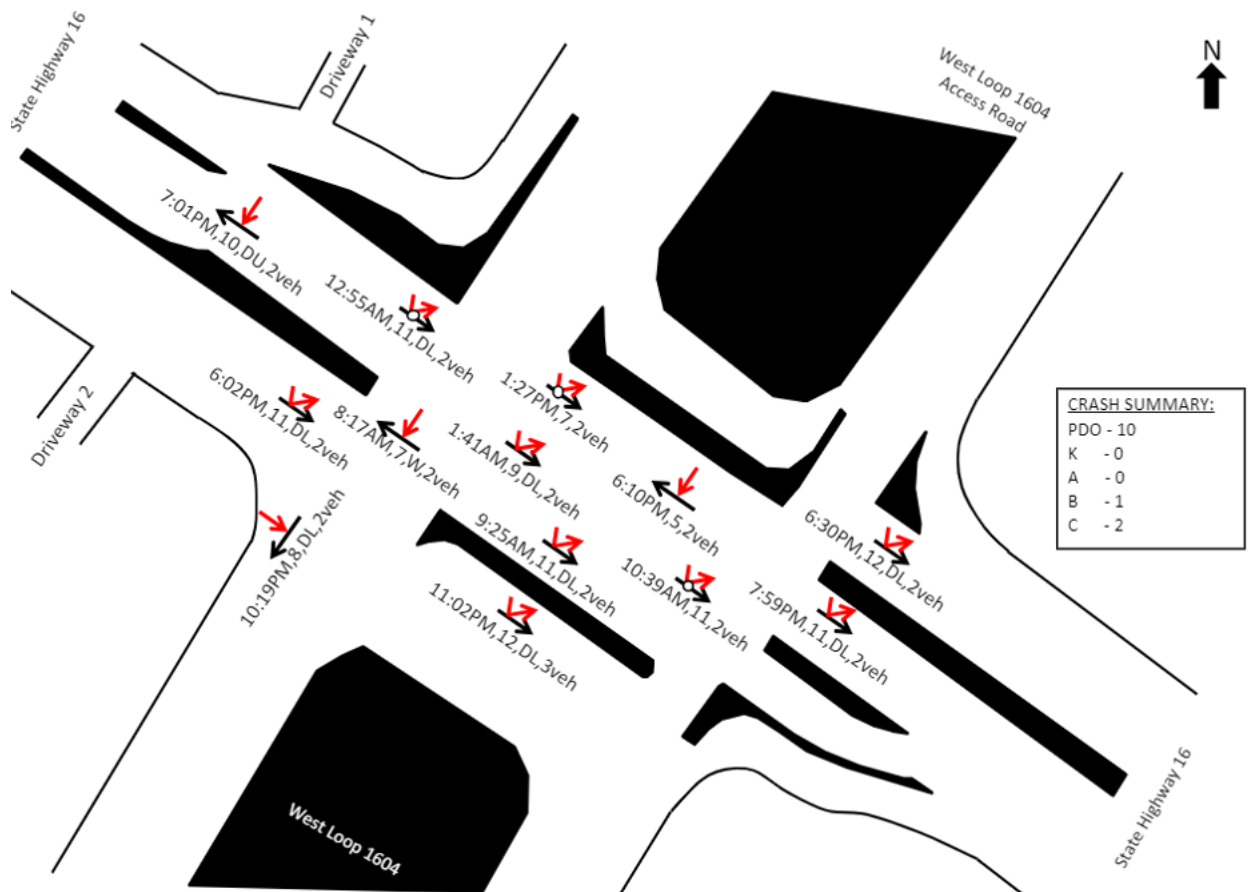 State Highway 16
Driveway 1
West Loop 1604
Access Road
N
7:01PM,10,DU,2veh
12:55AM,11,DL,2veh
1:27PM,7,2veh
6:02PM,11,DL,2veh
8:17AM,7,W,2veh
1:41AM,9,DL,2veh
6:10PM,5,2veh
Driveway 2
CRASH SUMMARY:
PDO - 10
K - 0
A - 0
B - 1
C - 2
10:19PM,8,DL,2veh
9:25AM,11,DL,2veh
6:30PM,12,DL,2veh
11:02PM,12,DL,3veh
10:39AM,11,2veh
7:59PM,11,DL,2veh
West Loop 1604
State Highway 16